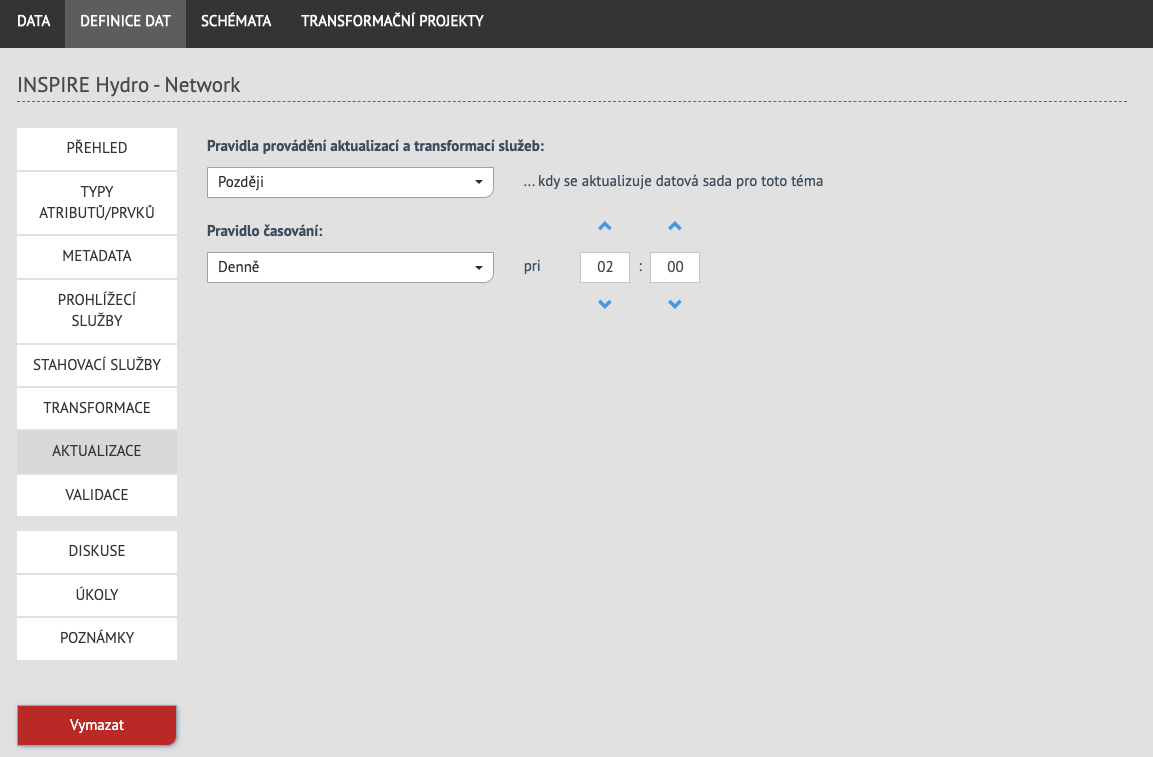 DATA DEFINICE DAT SCHÉMATA TRANSFORMAČNÍ PROJEKTY
INSPIRE Hydro - Network
PŘEHLED
TYPY
ATRIBUTŮ/PRVKŮ
METADATA
PROHLÍŽECÍ
SLUŽBY
STAHOVACÍ SLUŽBY
TRANSFORMACE
AKTUALIZACE
VALIDACE
DISKUSE
ÚKOLY
POZNÁMKY
Vymazat
Pravidla provádění aktualizací a transformací služeb:
Později ... kdy se aktualizuje datová sada pro toto téma
Pravidlo časování:
Denně pri 02 : 00